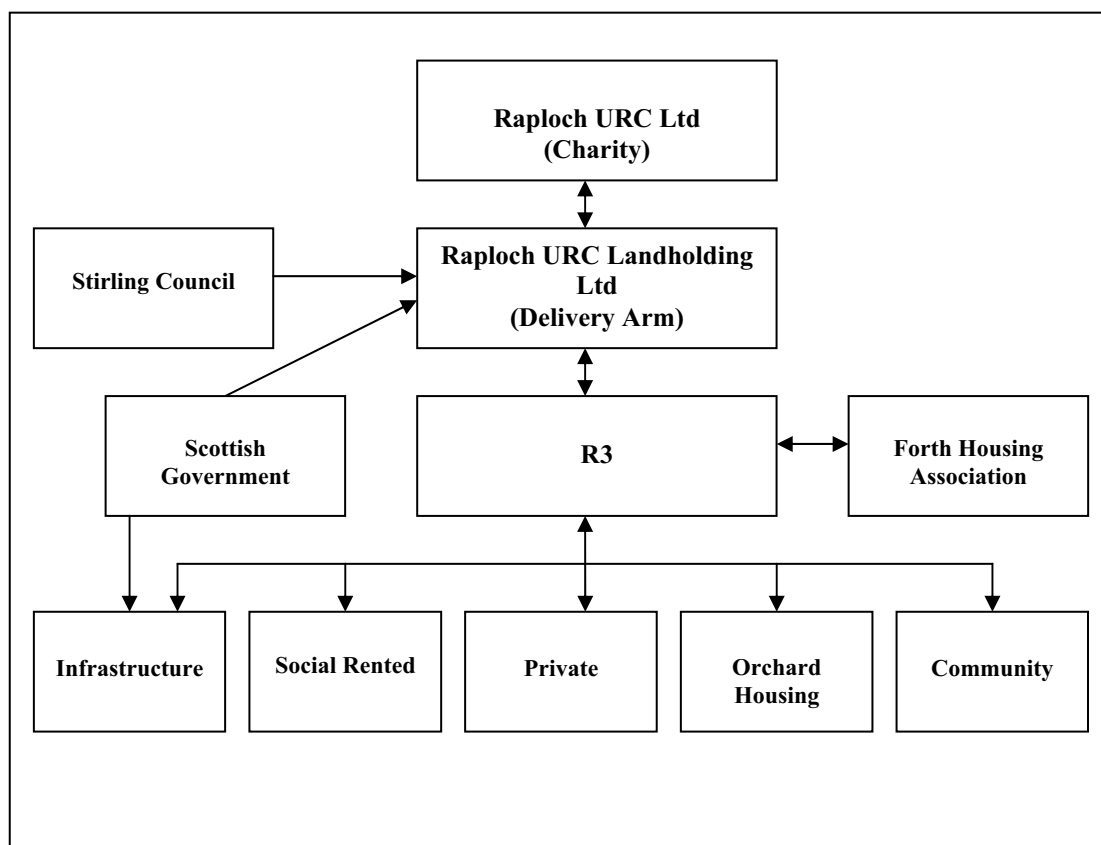 Raploch URC Ltd
(Charity)
Stirling Council
Raploch URC Landholding
Ltd
(Delivery Arm)
Scottish
Government
R3
Forth Housing
Association
Infrastructure
Social Rented
Private
Orchard
Housing
Community